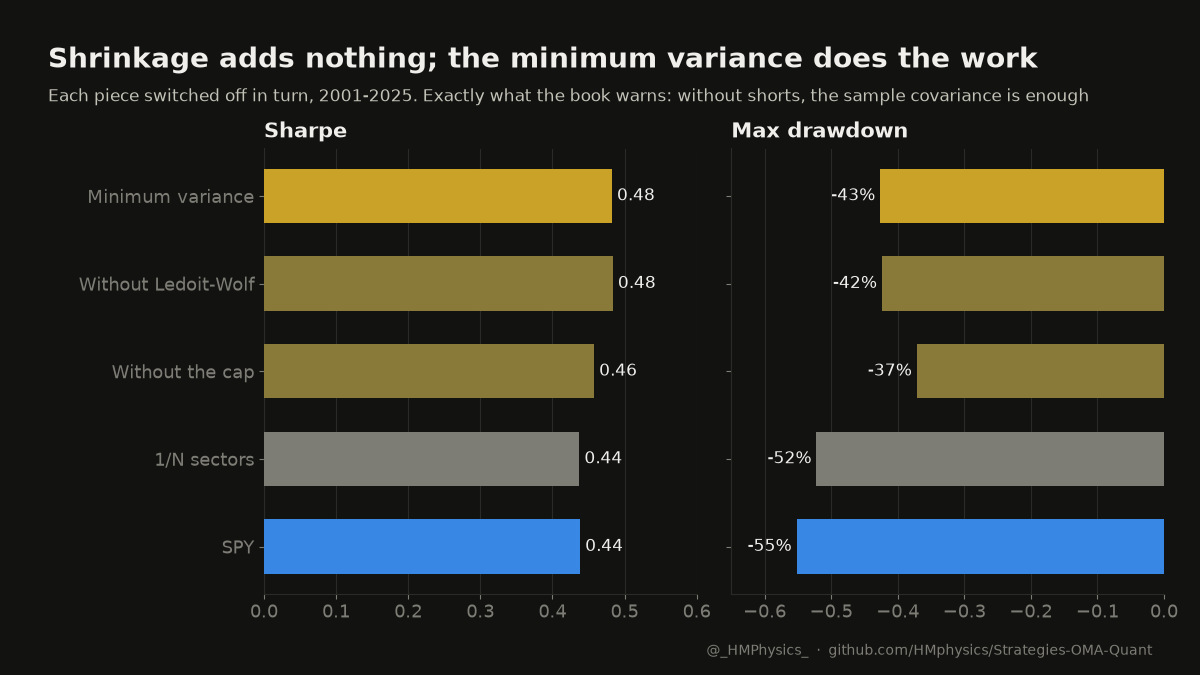 Shrinkage adds nothing; the minimum variance does the work
Each piece switched off in turn, 2001-2025. Exactly what the book warns: without shorts, the sample covariance is enough
Sharpe
Minimum variance
0.48
Without Ledoit-Wolf
0.48
Without the cap
0.46
1/N sectors
0.44
SPY
0.44
0.0 0.1 0.2 0.3 0.4 0.5 0.6
Max drawdown
-43%
-42%
-37%
-52%
-55%
−0.6 −0.5 −0.4 −0.3 −0.2 −0.1 0.0
@_HMPhysics_ · github.com/HMphysics/Strategies-OMA-Quant